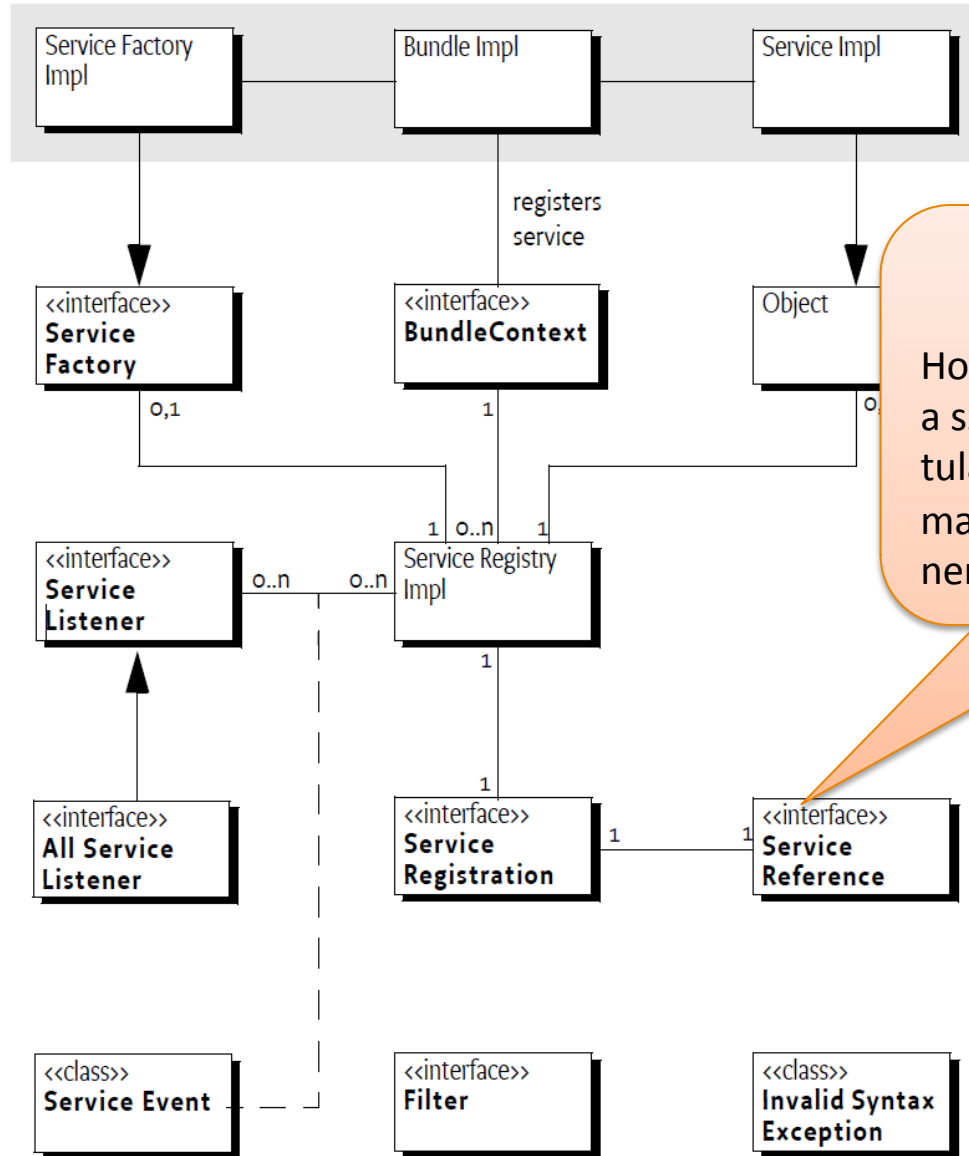 Service Factory
Impl
Bundle Impl
Service Impl
registers
service
<<interface>>
Service
Factory
<<interface>>
BundleContext
Object
0,1
1
0,
1
0..n
1
<<interface>>
Service
Listener
0..n
0..n
Service Registry
Impl
1
1
<<interface>>
All Service
Listener
<<interface>>
Service
Registration
1
1
<<interface>>
Service
Reference
<<class>>
Service Event
<<interface>>
Filter
<<class>>
Invalid Syntax
Exception